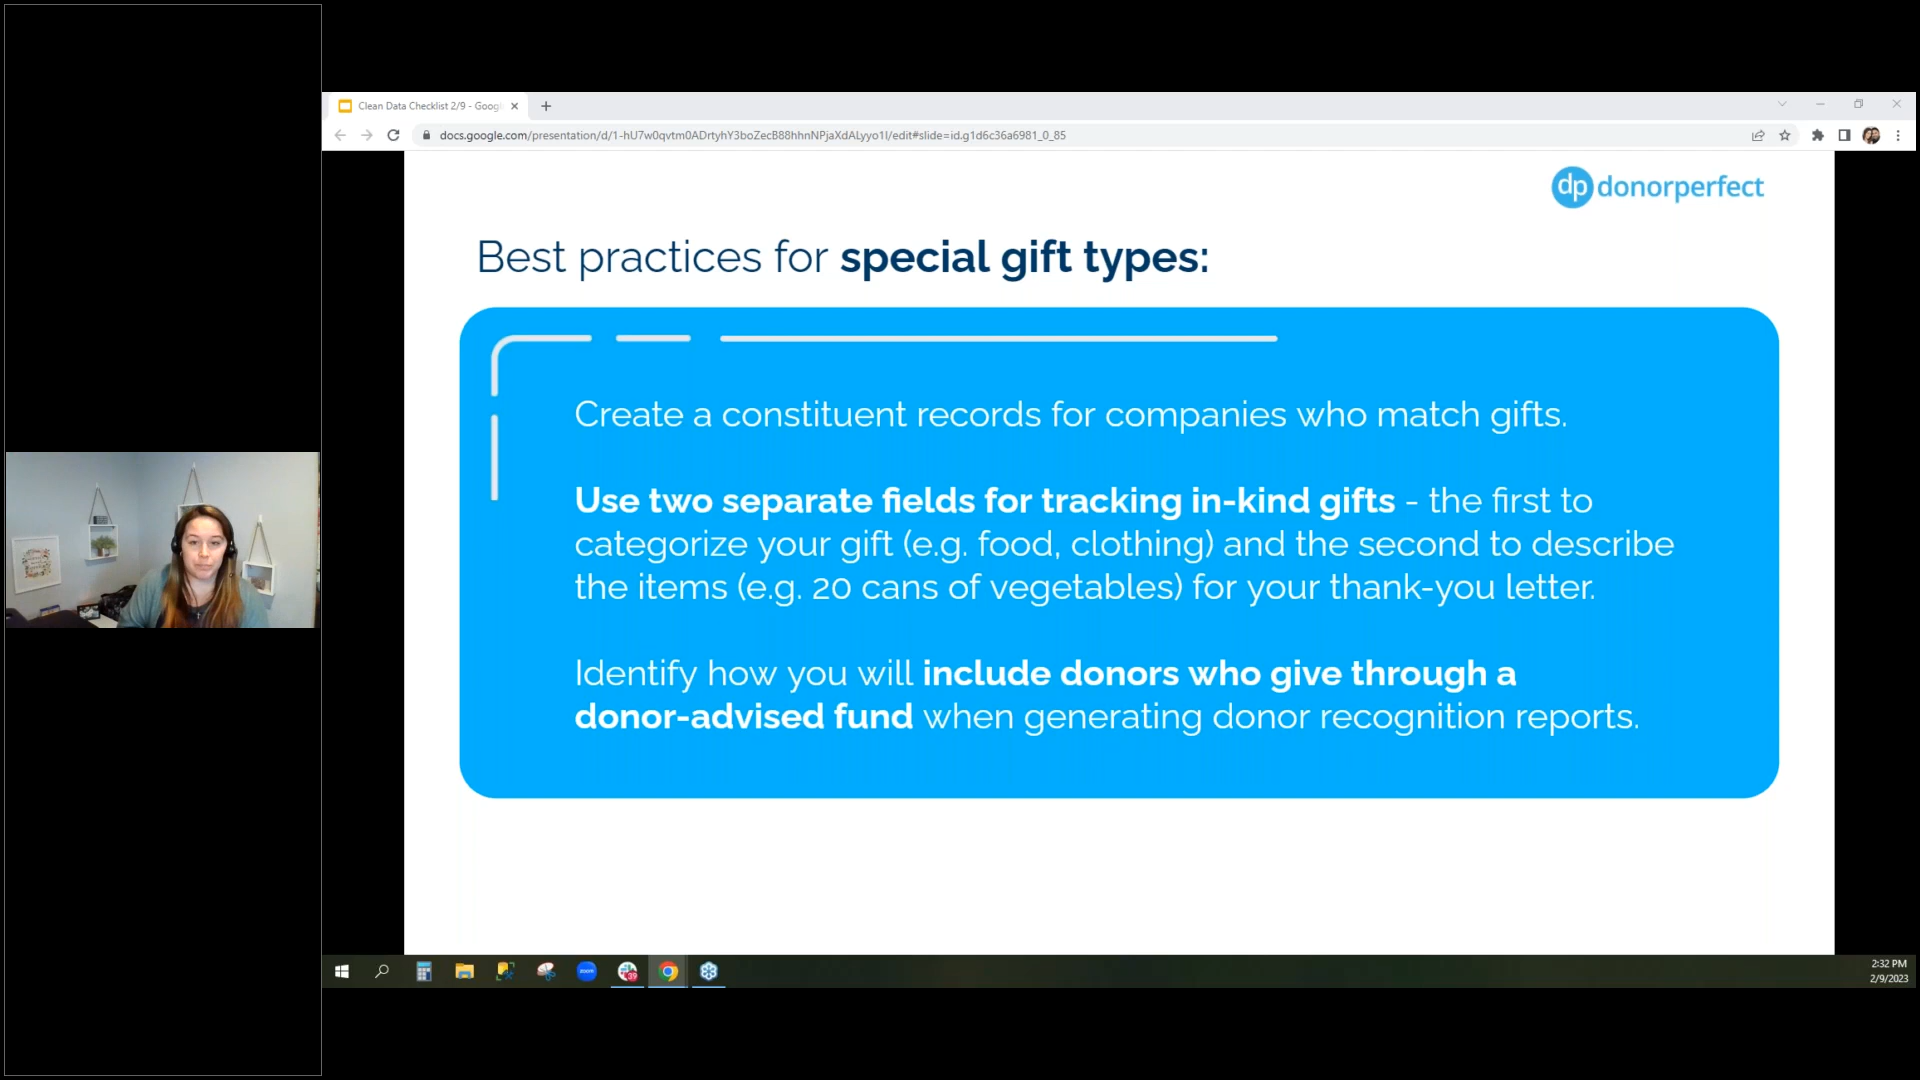 Clean Data Checklist 2/9 - Goog
docs.google.com/presentation/d/1-hU7w0qvtm0ADrtyhY3boZecB88hhnNPjaXdALyyo1I/edit#slide=id.g1d6c36a6981_0_85
dp donorperfect
Best practices for special gift types:
Create a constituent records for companies who match gifts.
Use two separate fields for tracking in-kind gifts - the first to
categorize your gift (e.g. food, clothing) and the second to describe
the items (e.g. 20 cans of vegetables) for your thank-you letter.
Identify how you will include donors who give through a
donor-advised fund when generating donor recognition reports.
zoom
39
2:32 PM
2/9/2023